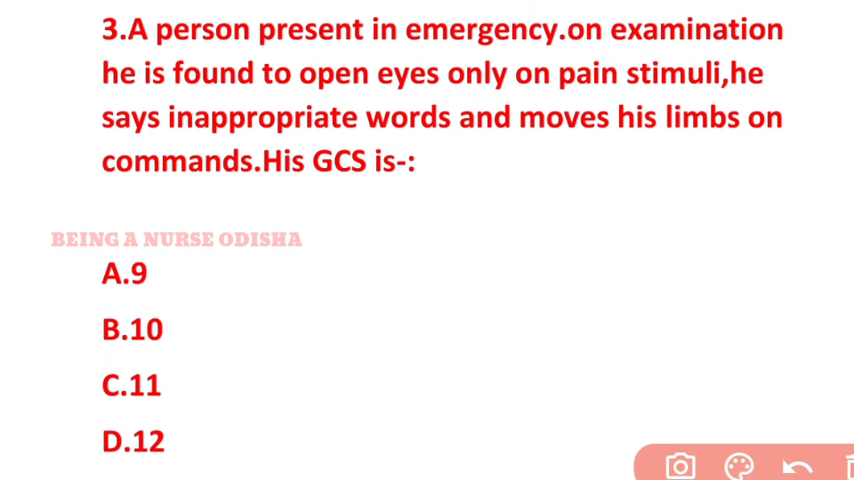 3.A person present in emergency.on examination
he is found to open eyes only on pain stimuli,he
says inappropriate words and moves his limbs on
commands.His GCS is-:
BEING A NURSE ODISHA
A.9
B.10
C.11
D.12